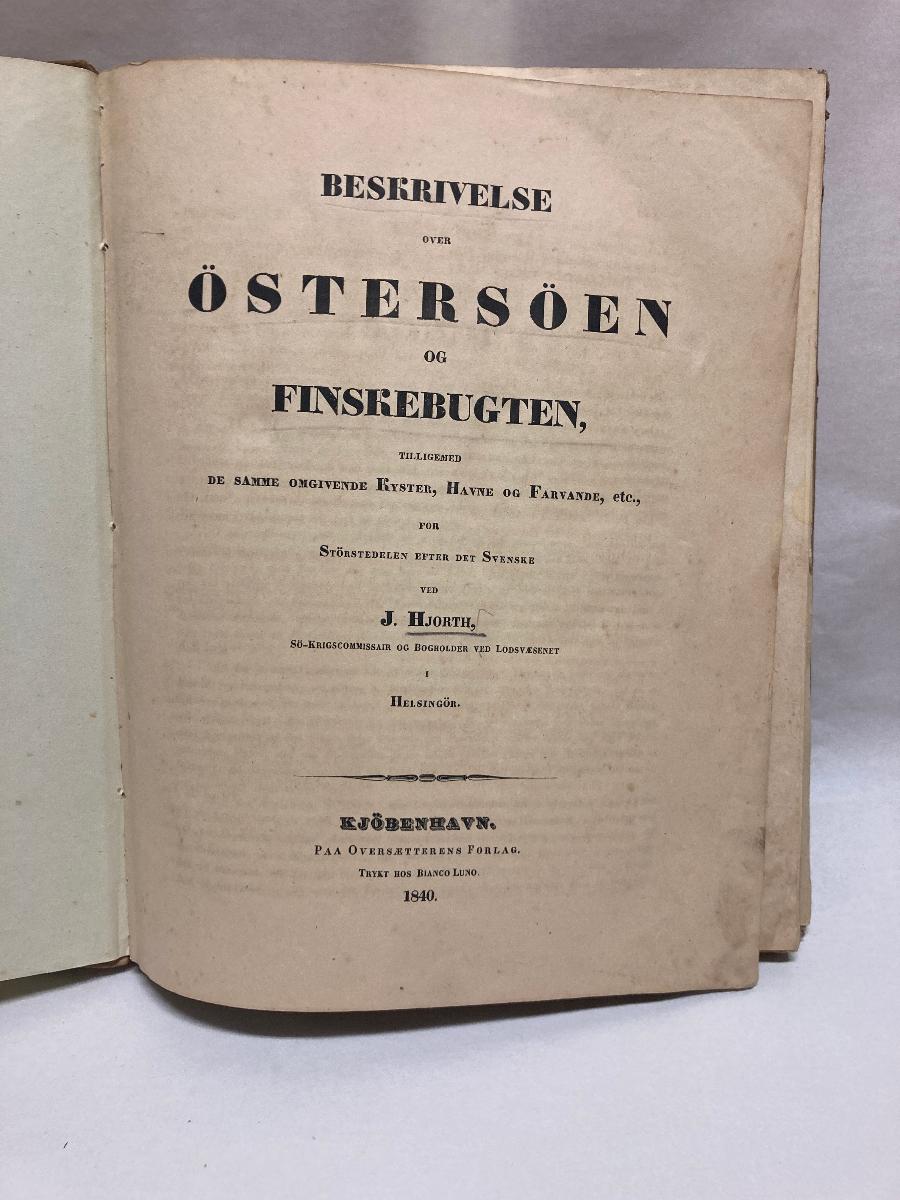 BESKRIVELSE
OVER
ÖSTERSÖEN
OG
FINSKEBUGTEN,
TILLIGEMED
DE SAMME OMGIVENDE KYSTER, HAVNE OG FARVANDE, etc.,
FOR
STÖRSTEDELEN EFTER DET SVENSKE
VED
J. HJORTH,
SÖ-KRIGSCOMMISSAIR OG BOGHOLDER VED LODSVÆSENET
I
HELSINGÖR.
KJÖBENHAVN.
PAA OVERSÆTTERENS FORLAG.
TRYKT HOS BIANCO LUNO.
1840.